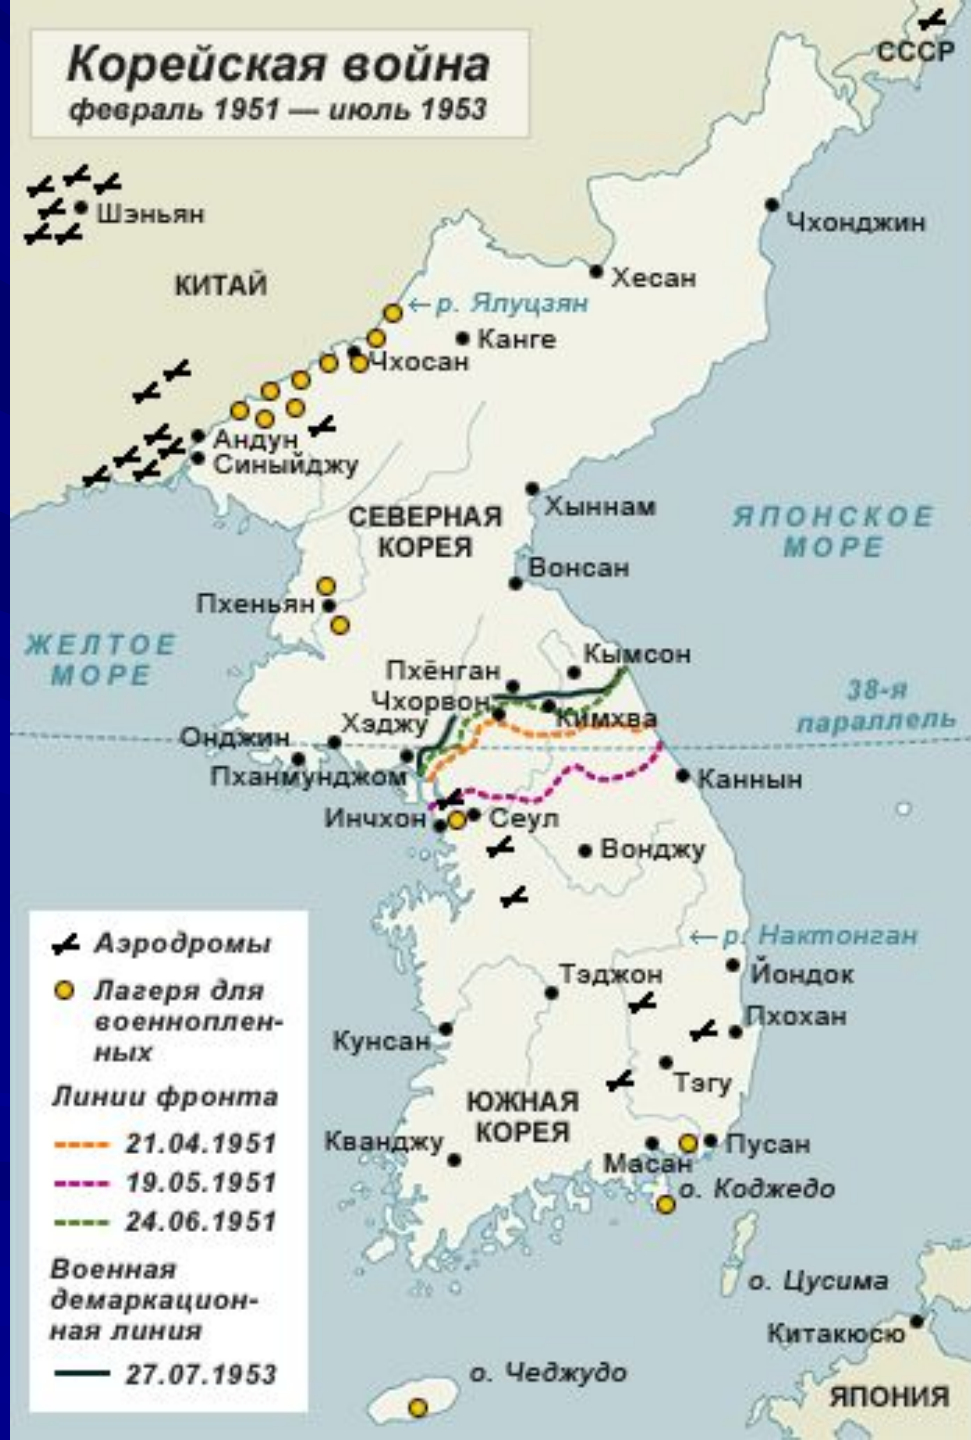 Корейская война
февраль 1951 — июль 1953
СССР
Шэньян
Чхонджин
КИТАЙ
Хесан
←р. Ялуцзян
Канге
Чхосан
Андун
Синыйджу
Хыннам
СЕВЕРНАЯ
КОРЕЯ
ЯПОНСКОЕ
МОРЕ
Вонсан
Пхеньян
ЖЕЛТОЕ
МОРЕ
Кымсон
Пхёнган
Чхорвон
Кимхва
38-я
параллель
Хэджу
Онджин
Пханмунджом
Каннын
Инчхон
Сеул
Вонджу
←р. Нактонган
Тэджон
Йондок
Пхохан
Кунсан
Тэгу
ЮЖНАЯ
КОРЕЯ
Кванджу
Пусан
Масан
о. Коджедо
о. Цусима
Китакюсю
о. Чеджудо
ЯПОНИЯ
Аэродромы
Лагеря для
военноплен-
ных
Линии фронта
21.04.1951
19.05.1951
24.06.1951
Военная
демаркацион-
ная линия
27.07.1953